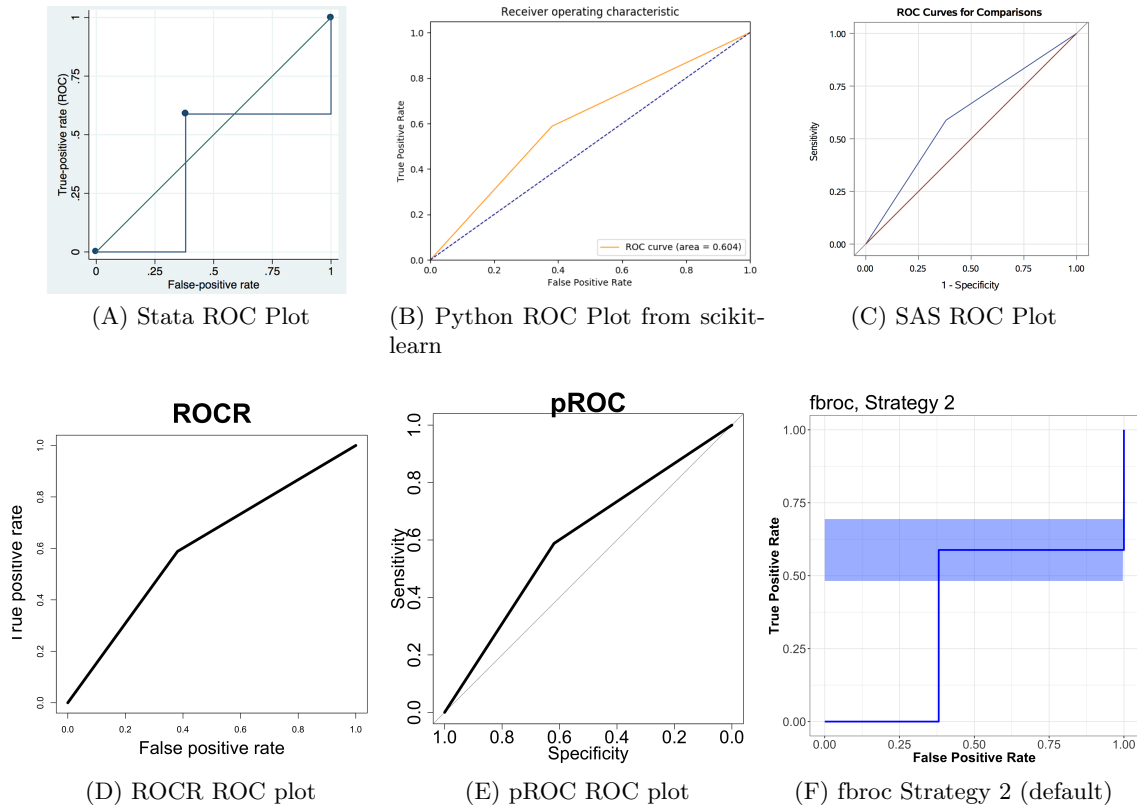 True-positive rate (ROC)
1
.75
.5
.25
0
0 .25 .5 .75 1
False-positive rate
(A) Stata ROC Plot
Receiver operating characteristic
True Positive Rate
1.0
0.8
0.6
0.4
0.2
0.0
ROC curve (area = 0.604)
0.0 0.2 0.4 0.6 0.8 1.0
False Positive Rate
(B) Python ROC Plot from scikit-
learn
ROC Curves for Comparisons
Sensitivity
1.00
0.75
0.50
0.25
0.00
0.00 0.25 0.50 0.75 1.00
1 - Specificity
(C) SAS ROC Plot
ROCR
True positive rate
1.0
0.8
0.6
0.4
0.2
0.0
0.0 0.2 0.4 0.6 0.8 1.0
False positive rate
(D) ROCR ROC plot
pROC
Sensitivity
1.0
0.8
0.6
0.4
0.2
0.0
1.0 0.8 0.6 0.4 0.2 0.0
Specificity
(E) pROC ROC plot
fbroc, Strategy 2
True Positive Rate
1.00
0.75
0.50
0.25
0.00
0.00 0.25 0.50 0.75 1.00
False Positive Rate
(F) fbroc Strategy 2 (default)